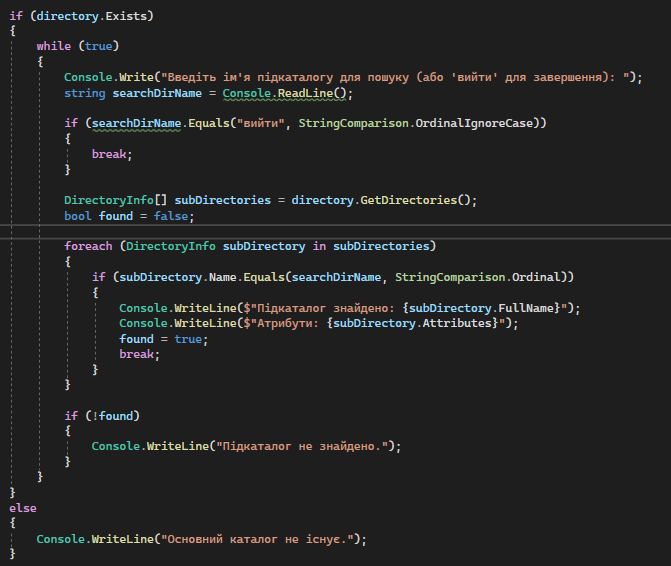 if (directory.Exists)
{
while (true)
{
Console.Write("Введіть ім'я підкаталогу для пошуку (або 'вийти' для завершення): ");
string searchDirName = Console.ReadLine();
if (searchDirName.Equals("вийти", StringComparison.OrdinalIgnoreCase))
{
break;
}
DirectoryInfo[] subDirectories = directory.GetDirectories();
bool found = false;
foreach (DirectoryInfo subDirectory in subDirectories)
{
if (subDirectory.Name.Equals(searchDirName, StringComparison.Ordinal))
{
Console.WriteLine($"Підкаталог знайдено: {subDirectory.FullName}");
Console.WriteLine($"Атрибути: {subDirectory.Attributes}");
found = true;
break;
}
}
if (!found)
{
Console.WriteLine("Підкаталог не знайдено.");
}
}
}
else
{
Console.WriteLine("Основний каталог не існує.");
}